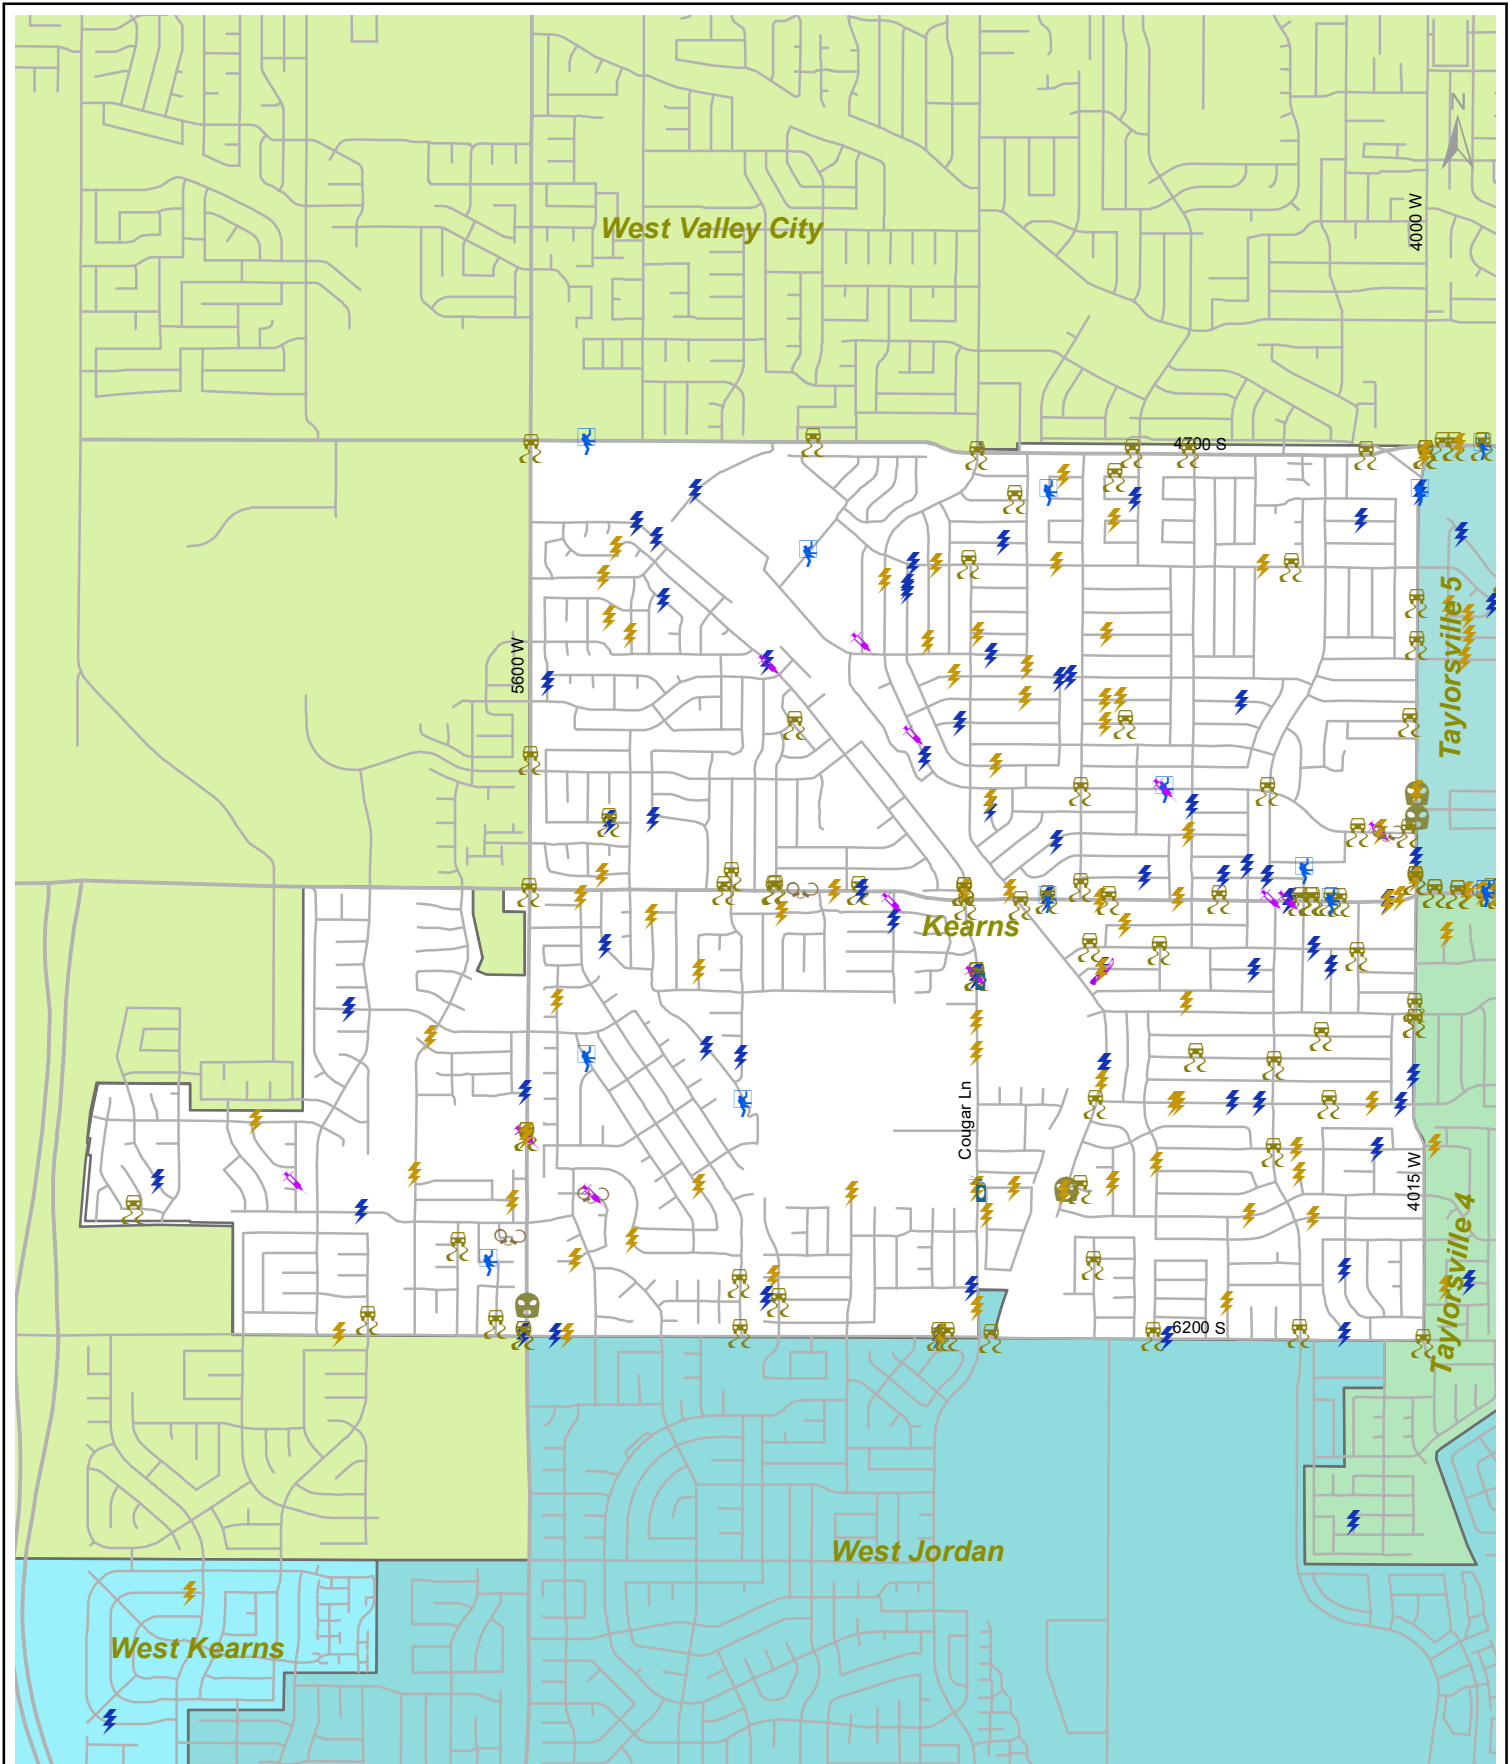 N
4000 W
West Valley City
4700 S
Taylorsville 5
5600 W
Kearns
Cougar Ln
4015 W
Taylorsville 4
6200 S
West Jordan
West Kearns